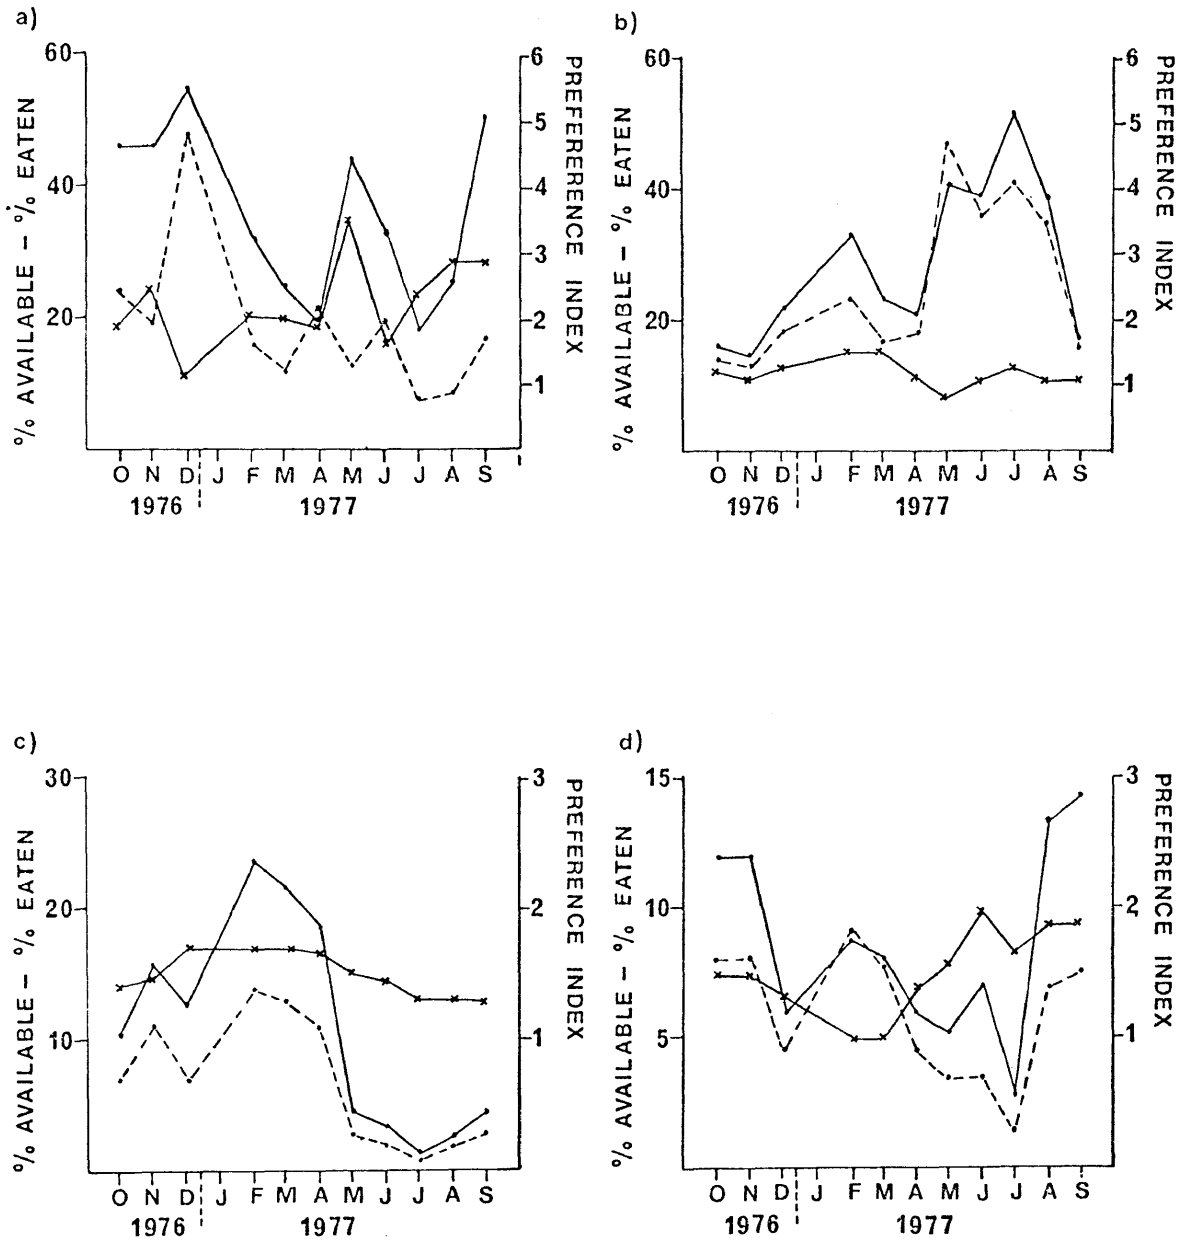 a)
60
40
20
% AVAILABLE – % EATEN
6
5
4
3
2
1
PREFERENCE INDEX
O N D J F M A M J J A S
1976 1977
b)
60
40
20
% AVAILABLE – % EATEN
6
5
4
3
2
1
PREFERENCE INDEX
O N D J F M A M J J A S
1976 1977
c)
30
20
10
% AVAILABLE – % EATEN
3
2
1
PREFERENCE INDEX
O N D J F M A M J J A S
1976 1977
d)
15
10
5
% AVAILABLE – % EATEN
3
2
1
PREFERENCE INDEX
O N D J F M A M J J A S
1976 1977